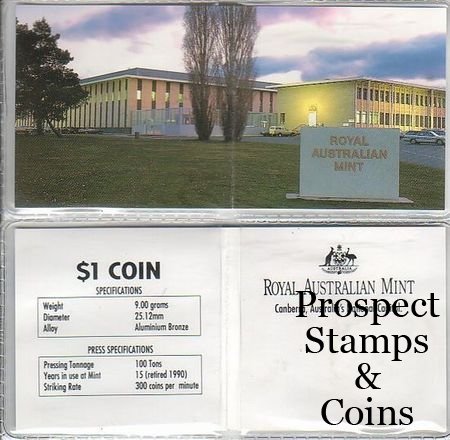 ROYAL
AUSTRALIAN
MINT
$1 COIN
SPECIFICATIONS
Weight 9.00 grams
Diameter 25.12mm
Alloy Aluminium Bronze
PRESS SPECIFICATIONS
Pressing Tonnage 100 Tons
Years in use at Mint 15 (retired 1990)
Striking Rate 300 coins per minute
ROYAL AUSTRALIAN MINT
Canberra, Australia's National Capital.
Prospect
Stamps
&
Coins